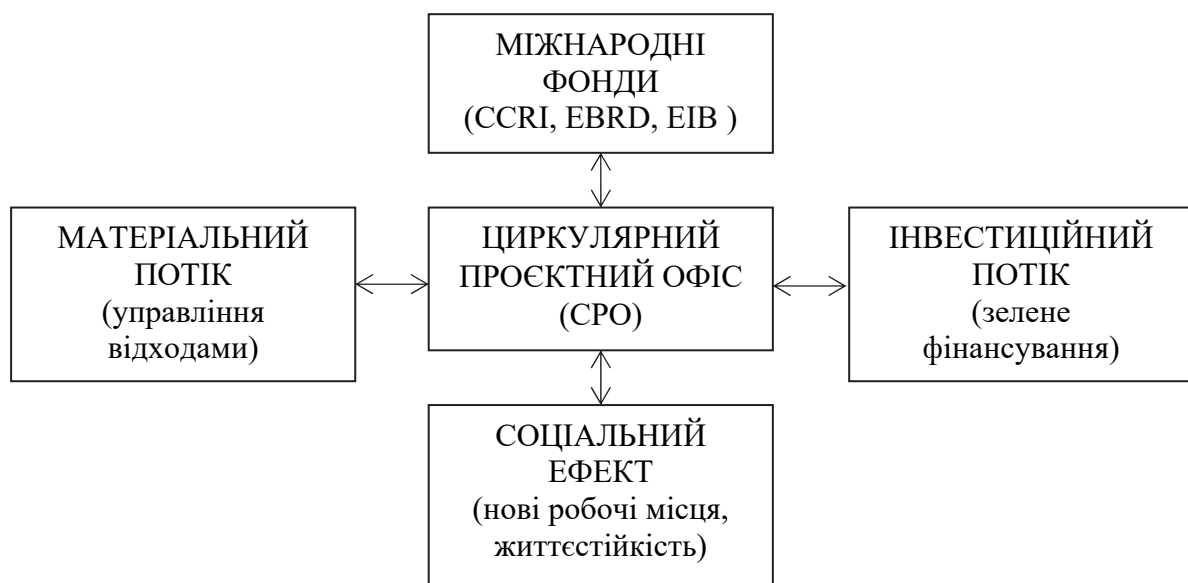 МІЖНАРОДНІ
ФОНДИ
(CCRI, EBRD, EIB )
МАТЕРІАЛЬНИЙ
ПОТІК
(управління
відходами)
ЦИРКУЛЯРНИЙ
ПРОЄКТНИЙ ОФІС
(CPO)
ІНВЕСТИЦІЙНИЙ
ПОТІК
(зелене
фінансування)
СОЦІАЛЬНИЙ
ЕФЕКТ
(нові робочі місця,
життєстійкість)